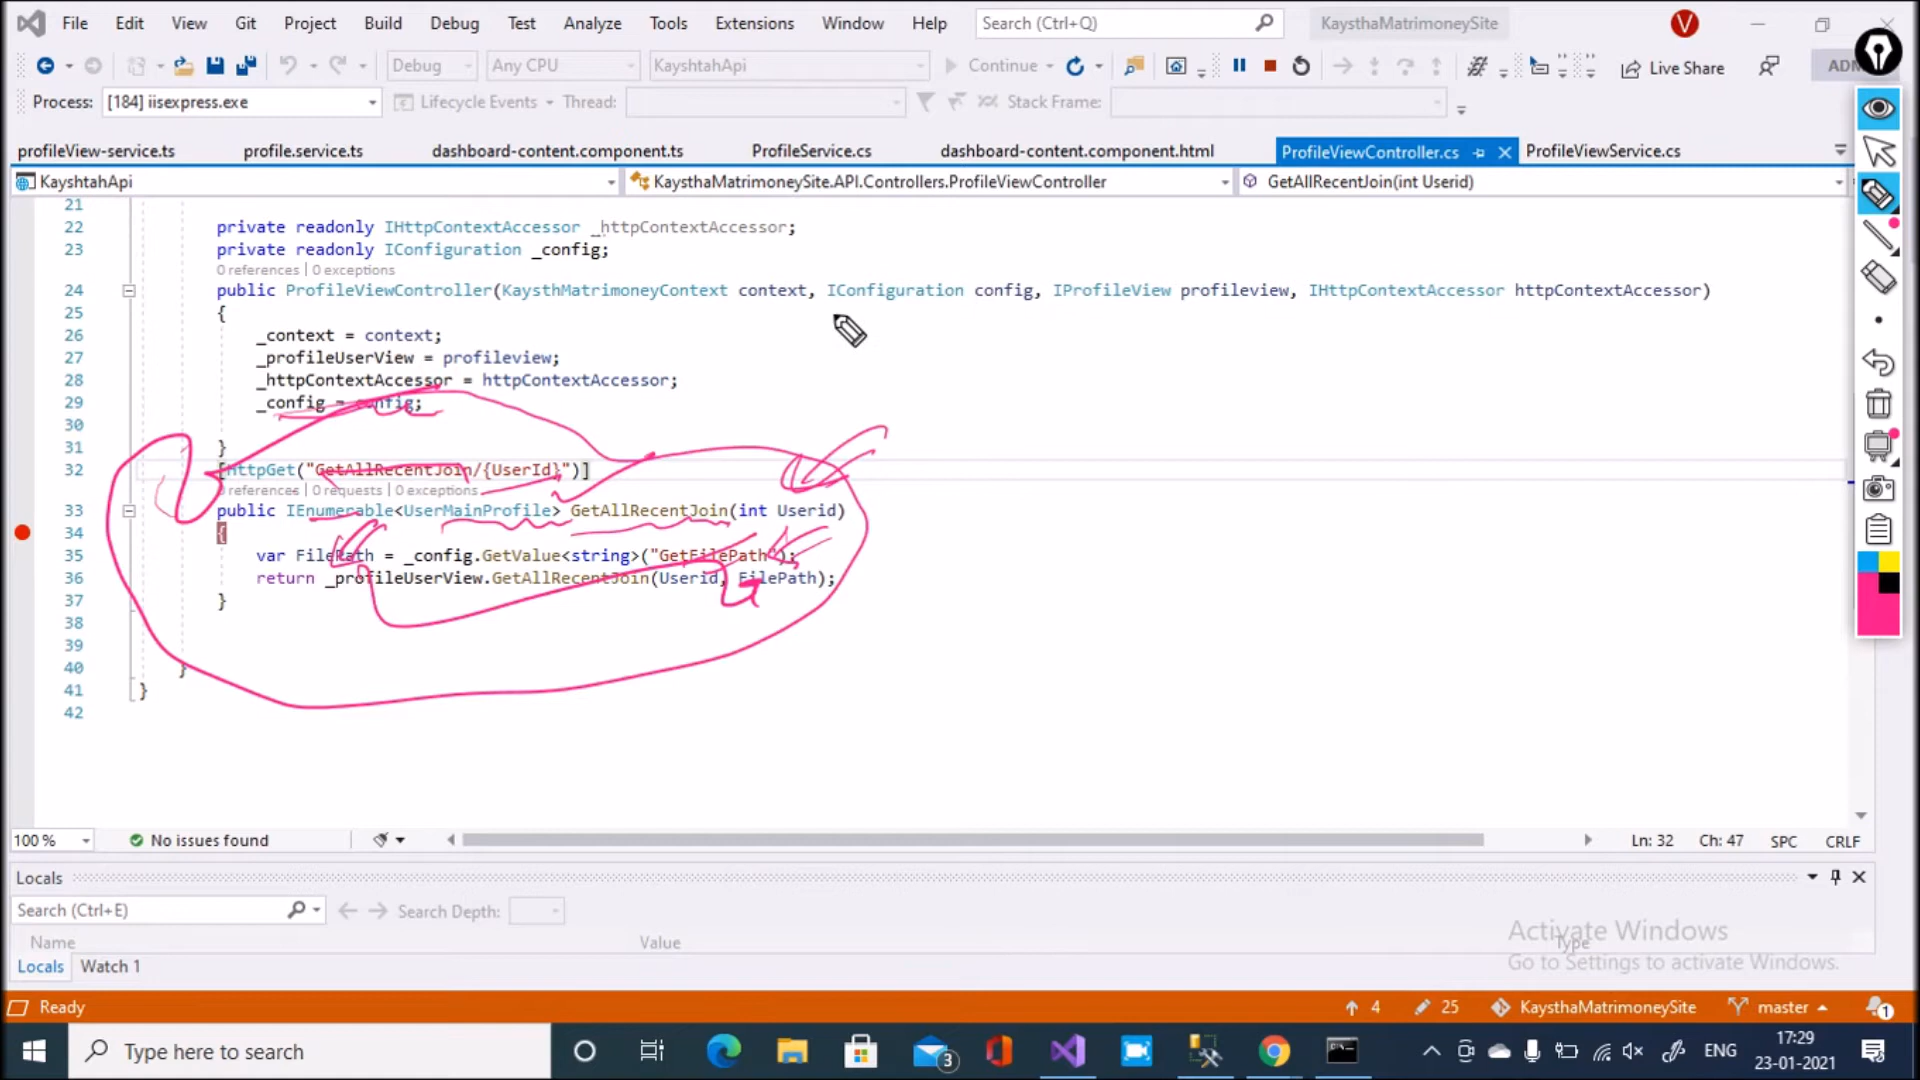 File Edit View Git Project Build Debug Test Analyze Tools Extensions Window Help Search (Ctrl+Q) KaysthaMatrimoneySite V
Debug Any CPU KayshtahApi Continue Live Share
Process: [184] iisexpress.exe Lifecycle Events Thread: Stack Frame:
profileView-service.ts profile.service.ts dashboard-content.component.ts ProfileService.cs dashboard-content.component.html ProfileViewController.cs ProfileViewService.cs
KayshtahApi KaysthaMatrimoneySite.API.Controllers.ProfileViewController GetAllRecentJoin(int Userid)
21
22 private readonly IHttpContextAccessor _httpContextAccessor;
23 private readonly IConfiguration _config;
0 references | 0 exceptions
24 public ProfileViewController(KaysthMatrimoneyContext context, IConfiguration config, IProfileView profileview, IHttpContextAccessor httpContextAccessor)
25 {
26 _context = context;
27 _profileUserView = profileview;
28 _httpContextAccessor = httpContextAccessor;
29 _config = config;
30
31 }
32 [HttpGet("GetAllRecentJoin/{UserId}")]
0 references | 0 requests | 0 exceptions
33 public IEnumerable<UserMainProfile> GetAllRecentJoin(int Userid)
34 {
35 var FilePath = _config.GetValue<string>("GetFilePath");
36 return _profileUserView.GetAllRecentJoin(Userid, FilePath);
37 }
38
39
40 }
41 }
42
100 % No issues found Ln: 32 Ch: 47 SPC CRLF
Locals
Search (Ctrl+E) Search Depth:
Name Value Type
Locals Watch 1
Activate Windows
Go to Settings to activate Windows.
Ready 4 25 KaysthaMatrimoneySite master 1
Type here to search 3 ENG 17:29
23-01-2021